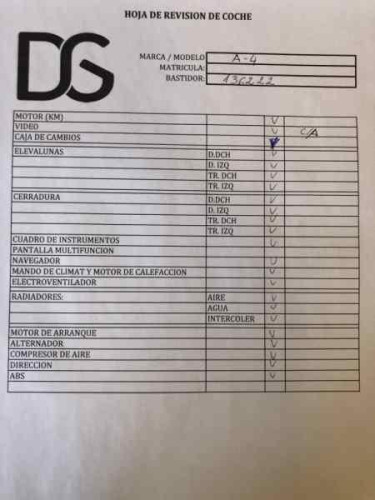 HOJA DE REVISION DE COCHE
DS
MARCA / MODELO A-4
MATRICULA:
BASTIDOR: 136222
MOTOR (KM) V
VIDEO V C/A
CAJA DE CAMBIOS V
ELEVALUNAS D.DCH V
D. IZQ V
TR. DCH V
TR. IZQ V
CERRADURA D.DCH V
D. IZQ V
TR. DCH V
TR. IZQ V
CUADRO DE INSTRUMENTOS V
PANTALLA MULTIFUNCION
NAVEGADOR V
MANDO DE CLIMAT Y MOTOR DE CALEFACCION V
ELECTROVENTILADOR V
RADIADORES: AIRE V
AGUA V
INTERCOLER V
MOTOR DE ARRANQUE V
ALTERNADOR V
COMPRESOR DE AIRE V
DIRECCION V
ABS V